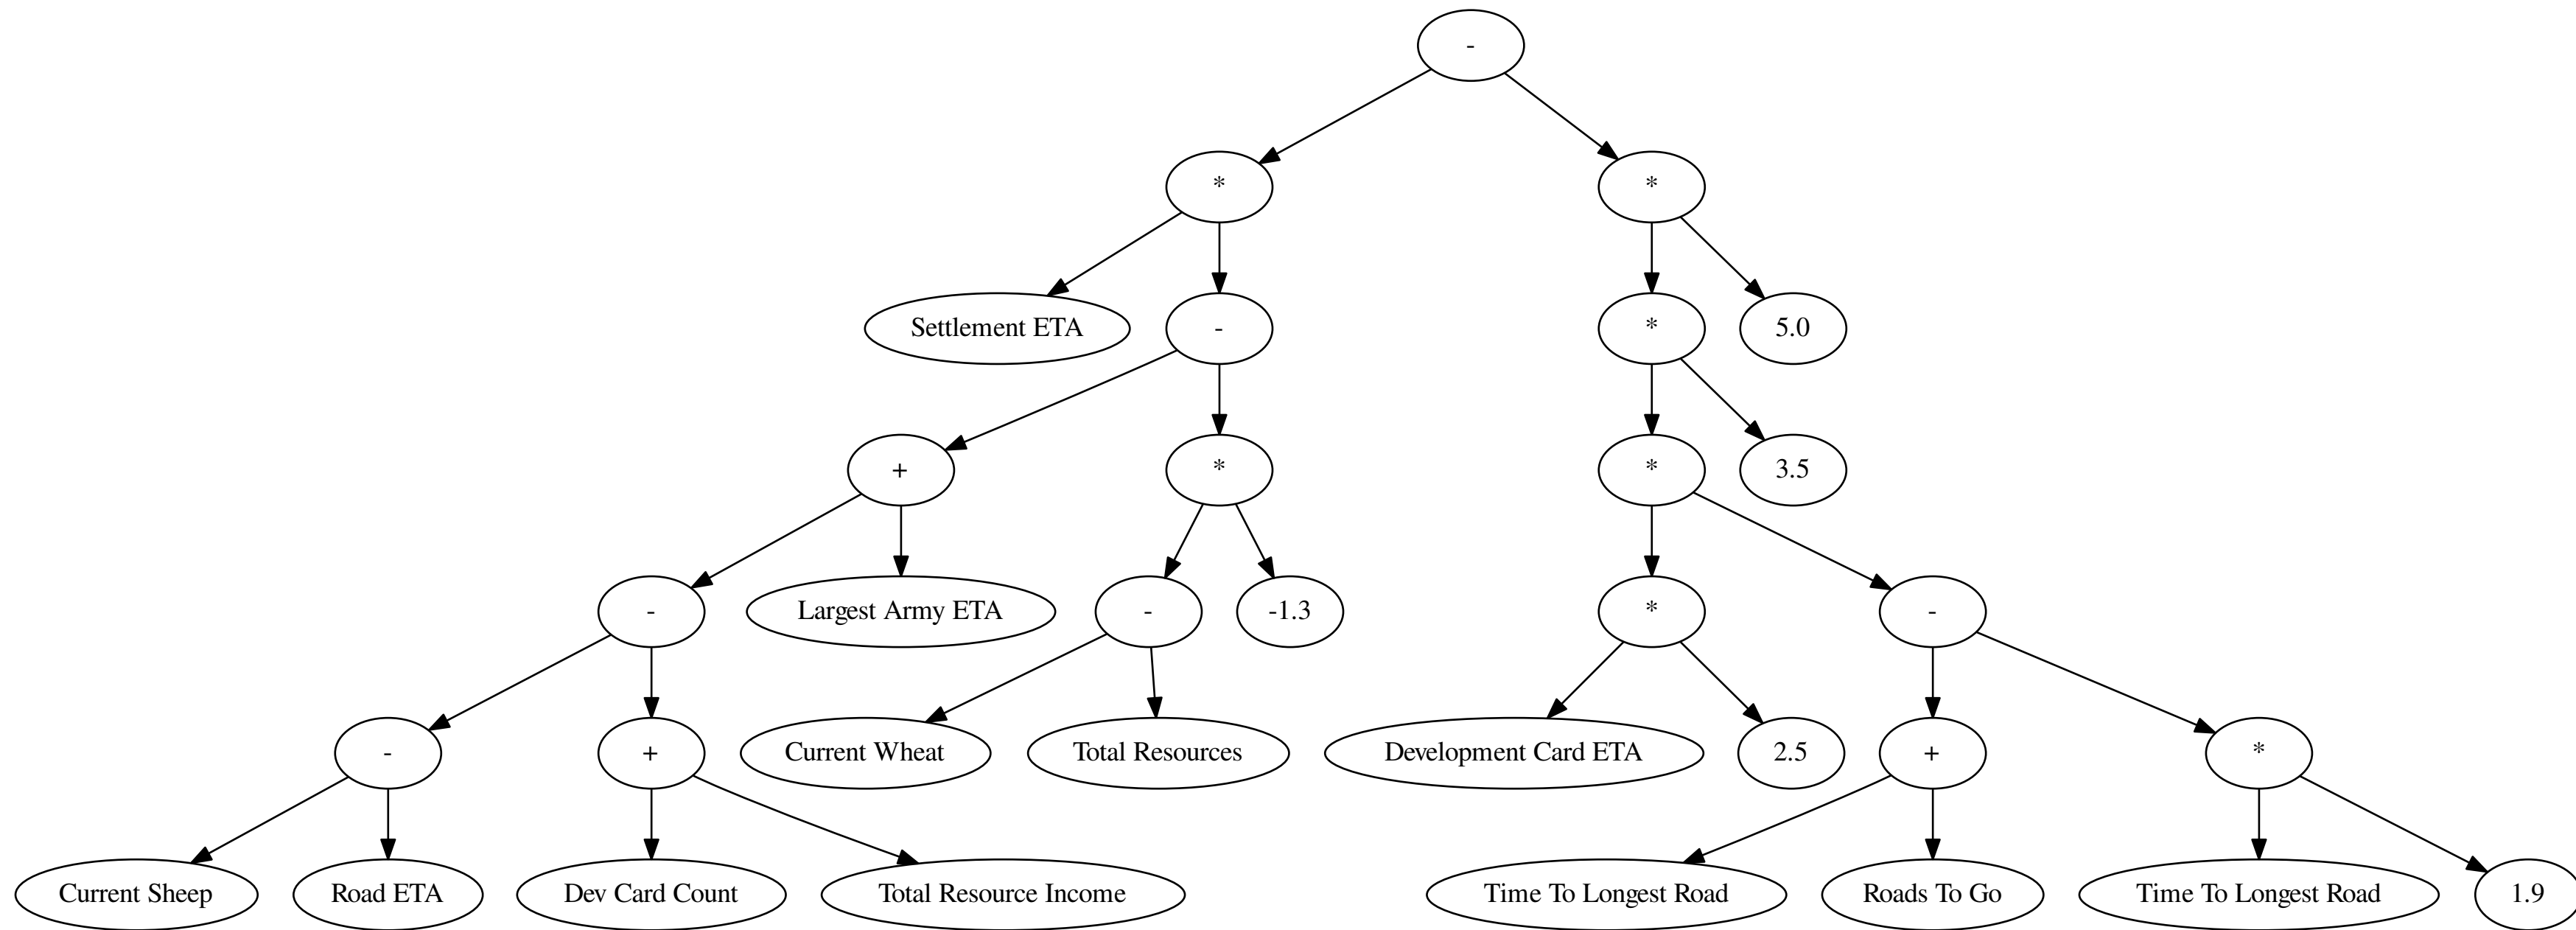 -
* *
Settlement ETA - * 5.0
+ * * 3.5
- Largest Army ETA - -1.3 * -
- + Current Wheat Total Resources Development Card ETA 2.5 + *
Current Sheep Road ETA Dev Card Count Total Resource Income Time To Longest Road Roads To Go Time To Longest Road 1.9